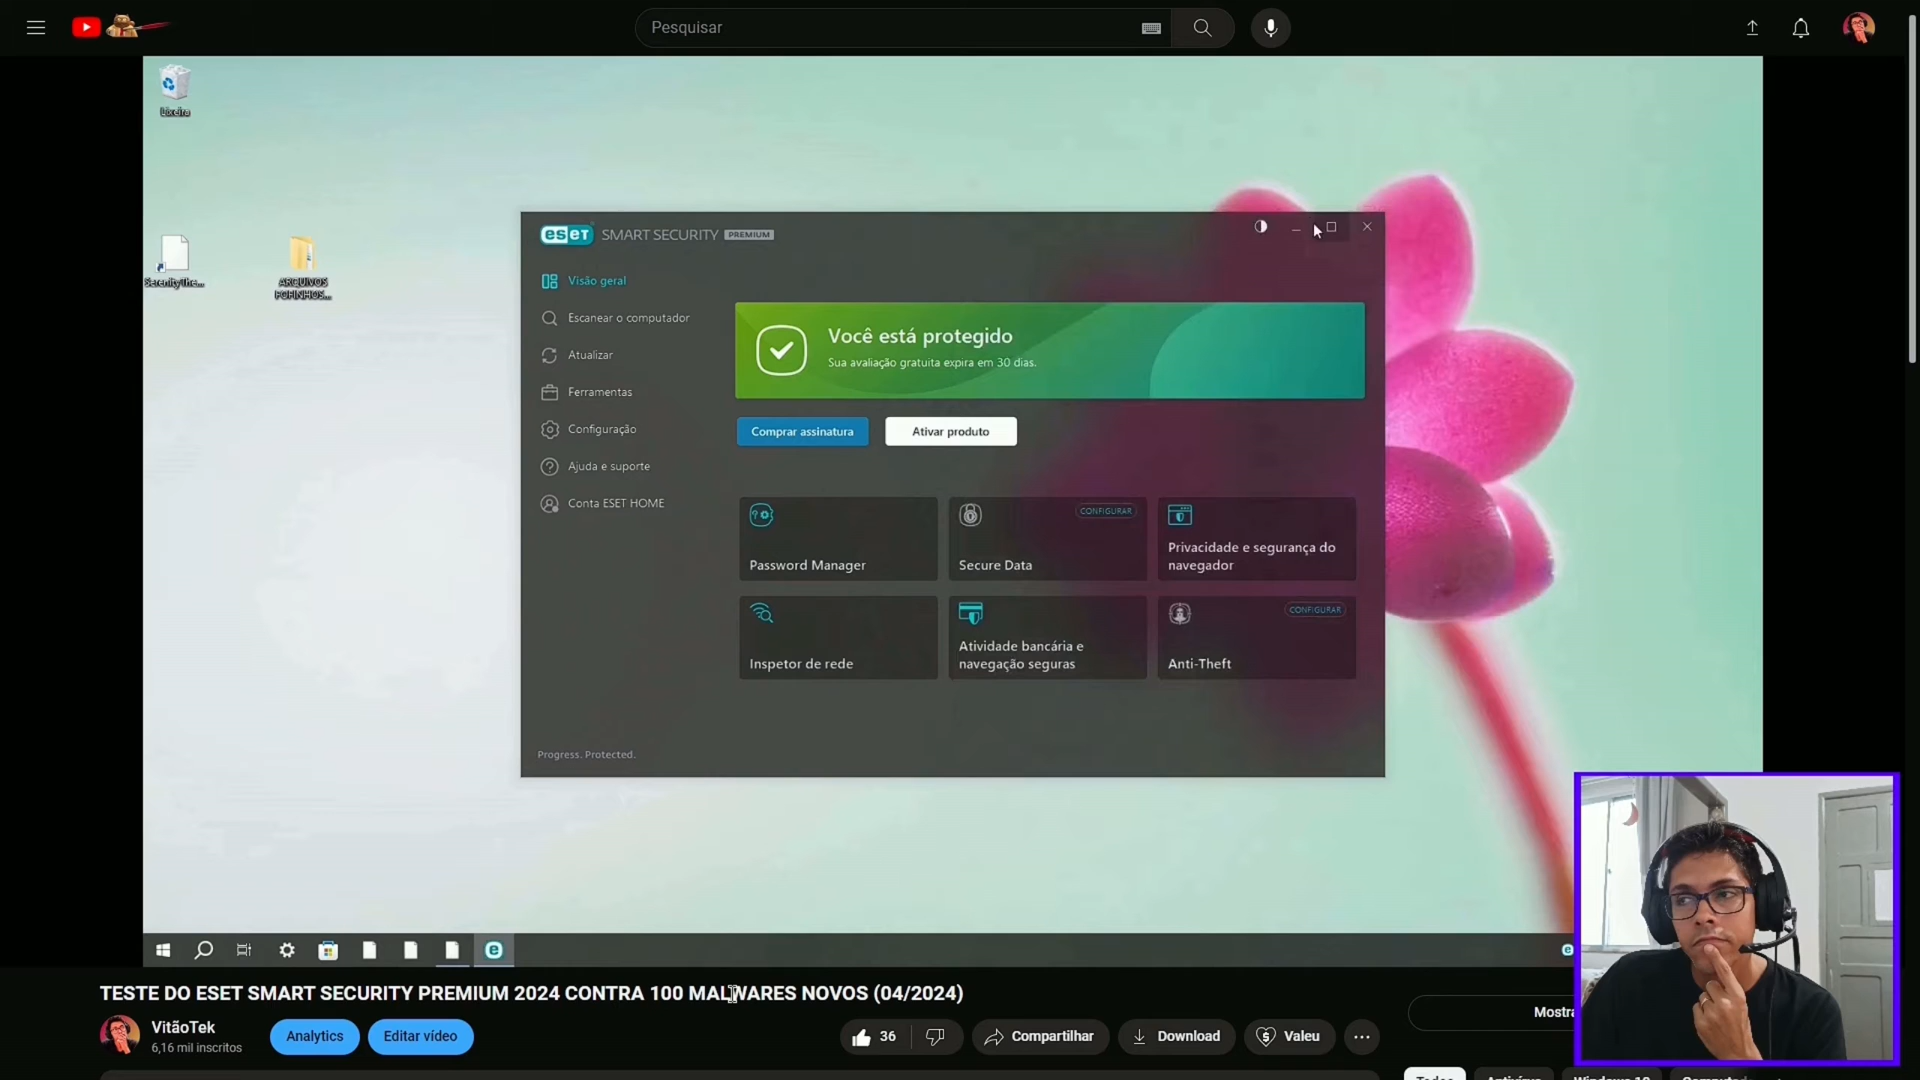 Pesquisar
Lixeira
SerenityThe...
ARQUIVOS
FOFINHOS...
eset SMART SECURITY PREMIUM
Visão geral
Escanear o computador
Atualizar
Ferramentas
Configuração
Ajuda e suporte
Conta ESET HOME
Você está protegido
Sua avaliação gratuita expira em 30 dias.
Comprar assinatura
Ativar produto
Password Manager
CONFIGURAR
Secure Data
Privacidade e segurança do
navegador
Inspetor de rede
Atividade bancária e
navegação seguras
CONFIGURAR
Anti-Theft
Progress. Protected.
TESTE DO ESET SMART SECURITY PREMIUM 2024 CONTRA 100 MALWARES NOVOS (04/2024)
VitãoTek
6,16 mil inscritos
Analytics
Editar vídeo
36
Compartilhar
Download
Valeu
Mostra